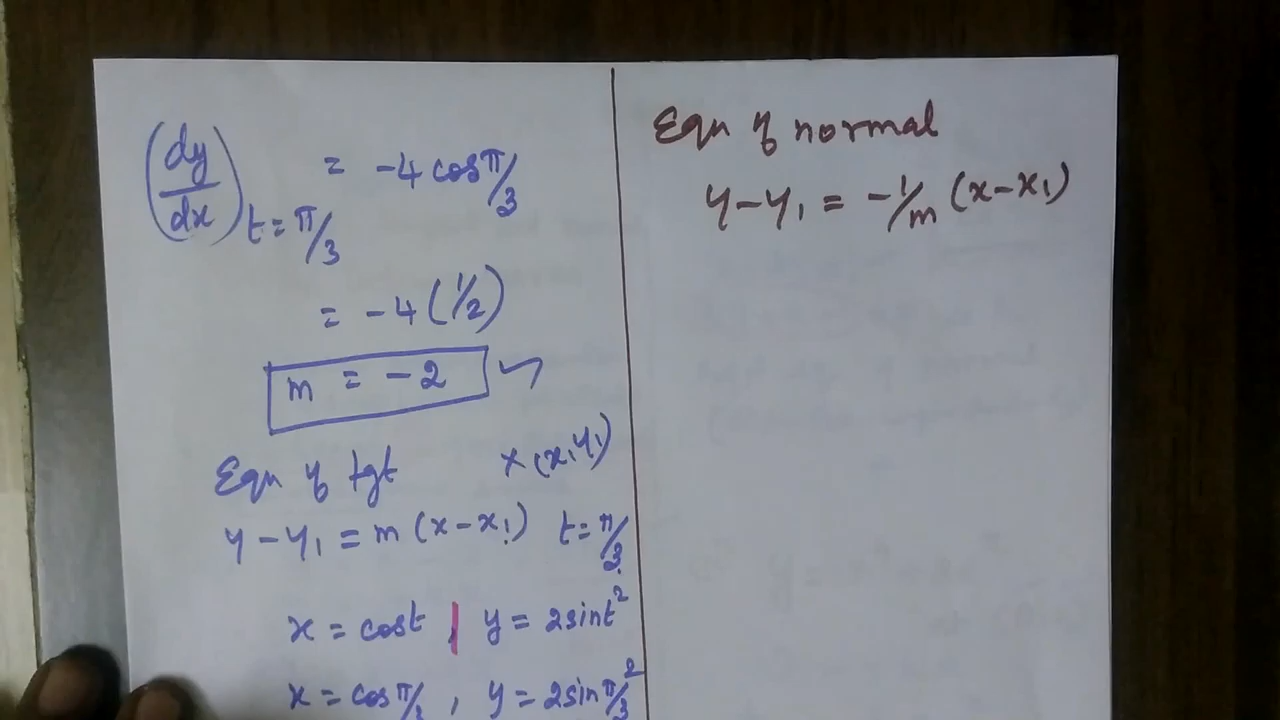 (dy/dx) t = π/3 = -4 cos π/3
= -4 (1/2)
m = -2
Eqn of tgt × (x1 y1)
y - y1 = m (x - x1) t = π/3
x = cost , y = 2sint²
x = cos π/3 , y = 2sin π/3²
Eqn of normal
y - y1 = -1/m (x - x1)